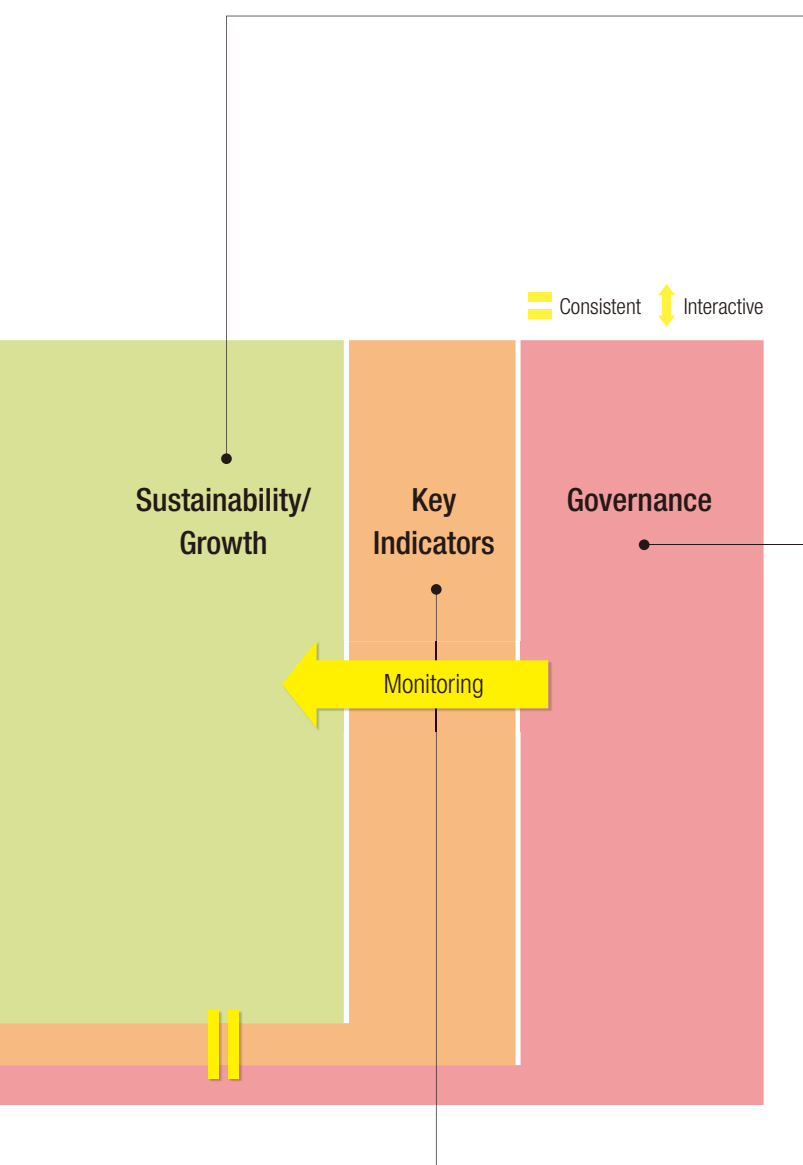 Consistent Interactive
Sustainability/
Growth
Key
Indicators
Governance
Monitoring